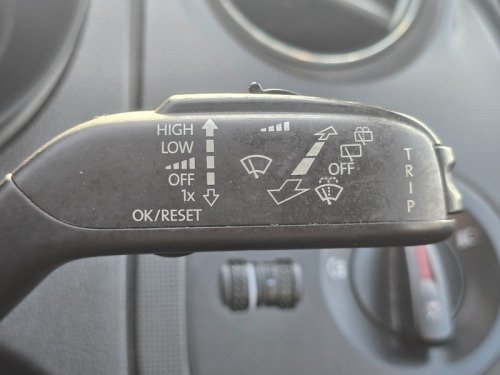 HIGH
LOW
OFF
1x
OK/RESET
OFF
TRIP